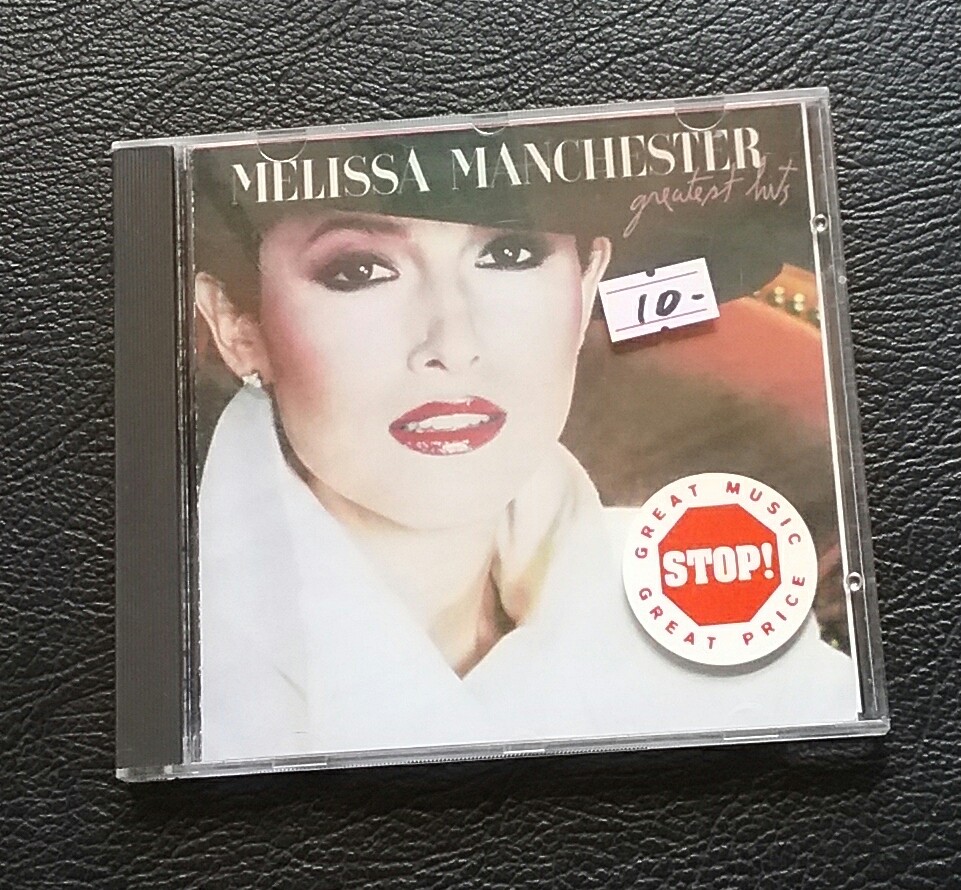 MELISSA MANCHESTER
greatest hits
10-
GREAT MUSIC
STOP!
GREAT PRICE